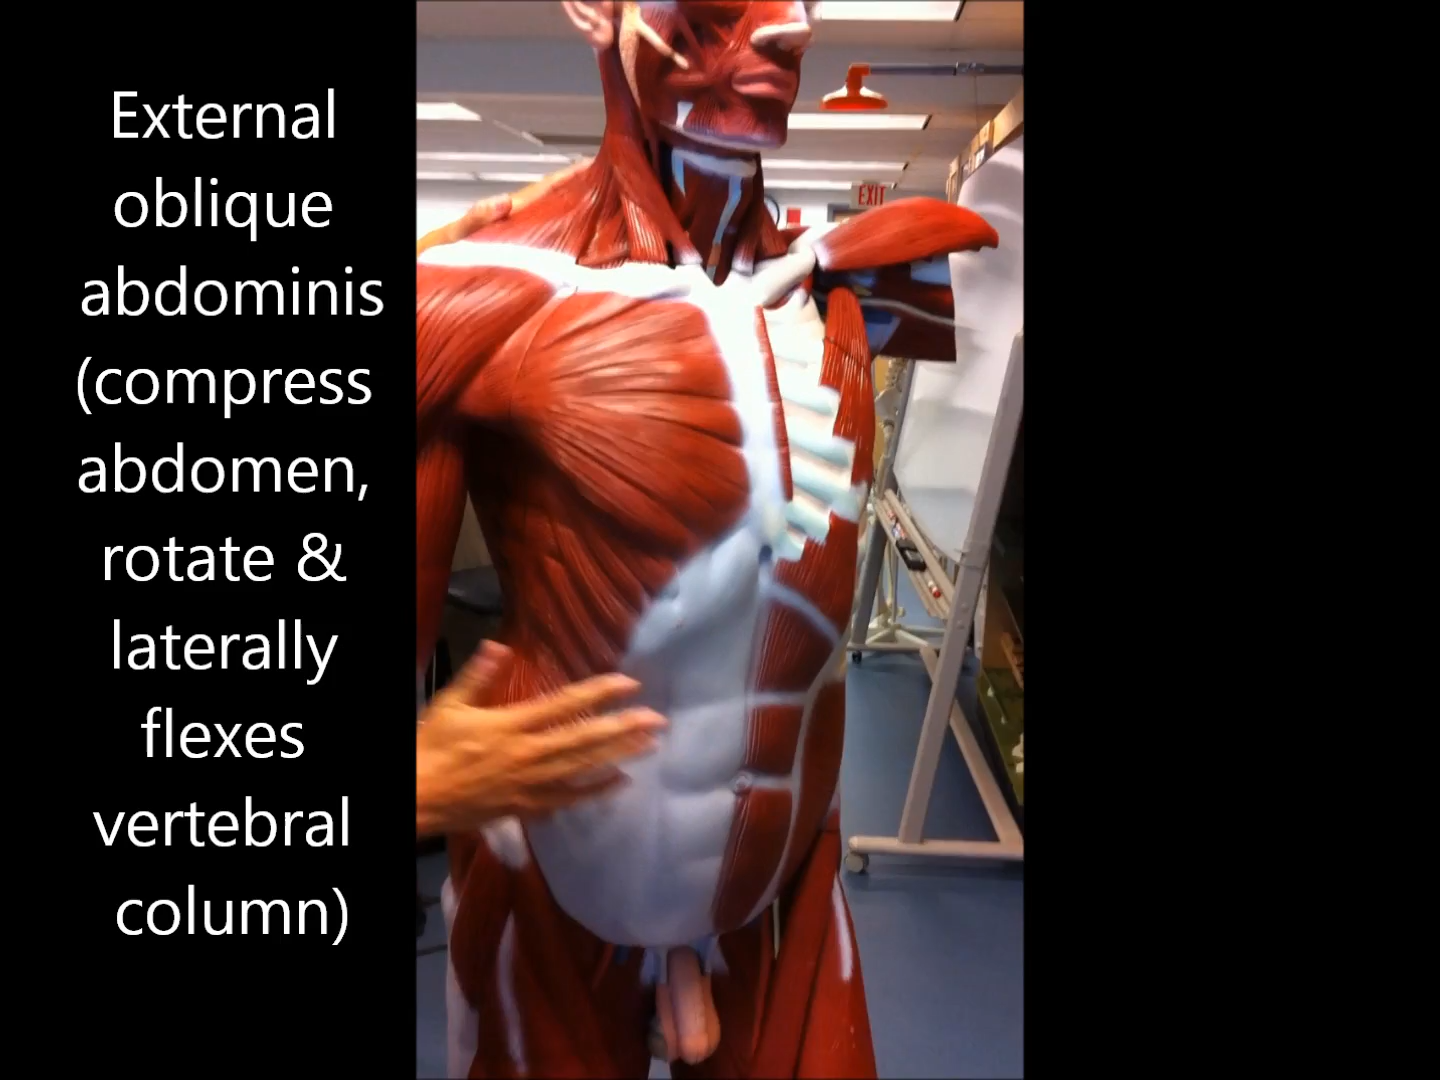 External
oblique
abdominis
(compress
abdomen,
rotate &
laterally
flexes
vertebral
column)
EXIT